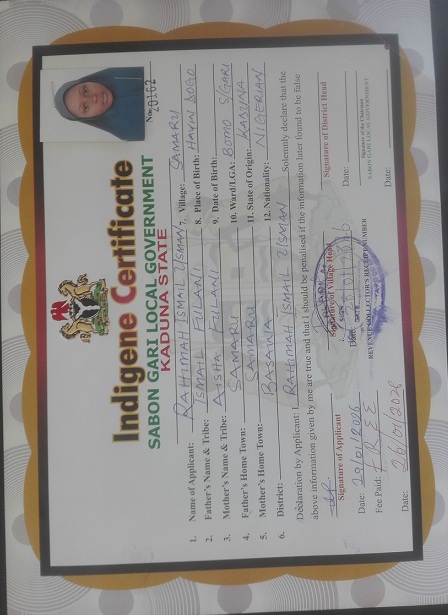 No: 20162
Indigene Certificate
SABON GARI LOCAL GOVERNMENT
KADUNA STATE
1. Name of Applicant: RAHIMAH ISMAIL USMAN 7. Village: SAMARU
2. Father's Name & Tribe: ISMAIL FULANI 8. Place of Birth: HAYIN DOGO
3. Mother's Name & Tribe: AISHA FULANI 9. Date of Birth:
4. Father's Home Town: SAMARU 10. Ward/LGA: BOMO S/GARI
5. Mother's Home Town: SAMARU 11. State of Origin: KADUNA
6. District: BASAWA 12. Nationality: NIGERIAN
Declaration by Applicant: I RAHIMAH ISMAIL USMAN Solemnly declare that the
above information given by me are true and that I should be penalised if the information later found to be false
Signature of Applicant Signature of Village Head Signature of District Head
Date: 29/01/2026 Date: Date:
Fee Paid: FREE REVENUE COLLECTOR'S RECEIPT NUMBER
Signature of the Chairman
SABON GARI LOCAL GOVERNMENT
Date: 26/01/2026 Date: